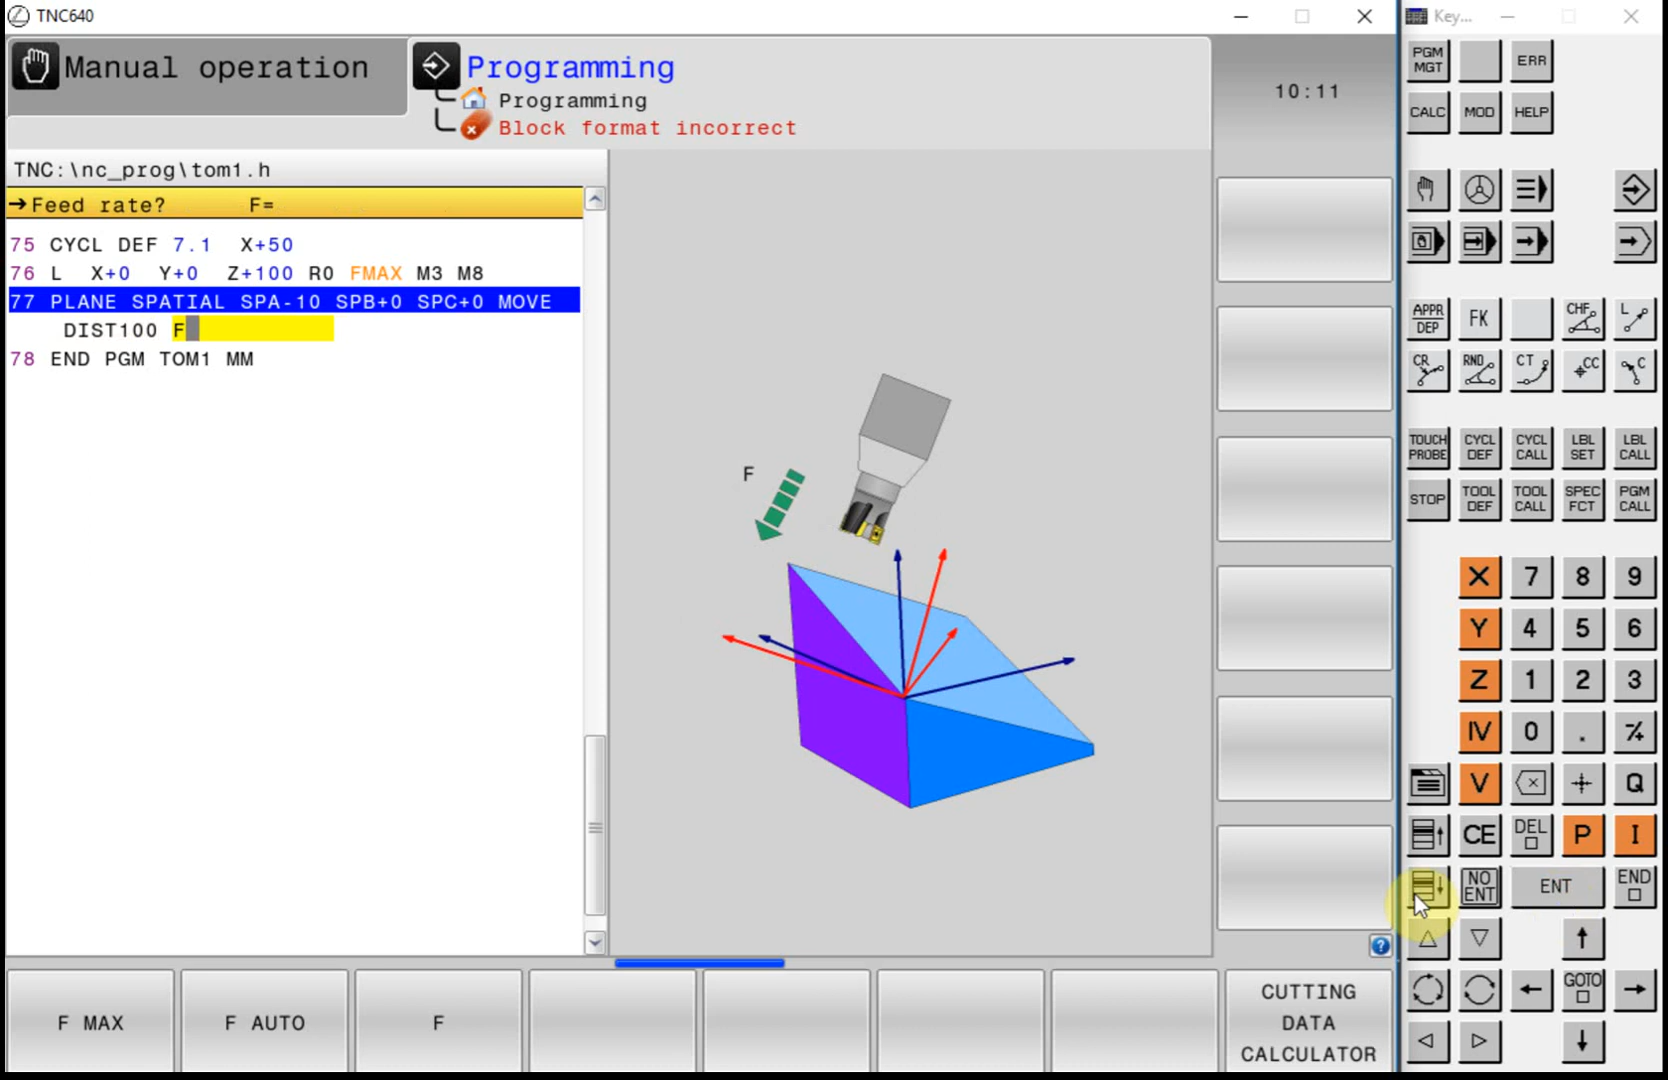 TNC640
Key...
Manual operation
Programming
Programming
Block format incorrect
10:11
TNC:\nc_prog\tom1.h
→Feed rate? F=
75 CYCL DEF 7.1 X+50
76 L X+0 Y+0 Z+100 R0 FMAX M3 M8
77 PLANE SPATIAL SPA-10 SPB+0 SPC+0 MOVE
DIST100 F
78 END PGM TOM1 MM
F
F MAX
F AUTO
F
CUTTING
DATA
CALCULATOR
PGM
MGT
ERR
CALC
MOD
HELP
APPR
DEP
FK
CHF
L
CR
RND
CT
CC
C
TOUCH
PROBE
CYCL
DEF
CYCL
CALL
LBL
SET
LBL
CALL
STOP
TOOL
DEF
TOOL
CALL
SPEC
FCT
PGM
CALL
X 7 8 9
Y 4 5 6
Z 1 2 3
IV 0 . -/+
V Q
CE
DEL
P I
NO
ENT
ENT
END
GOTO
?